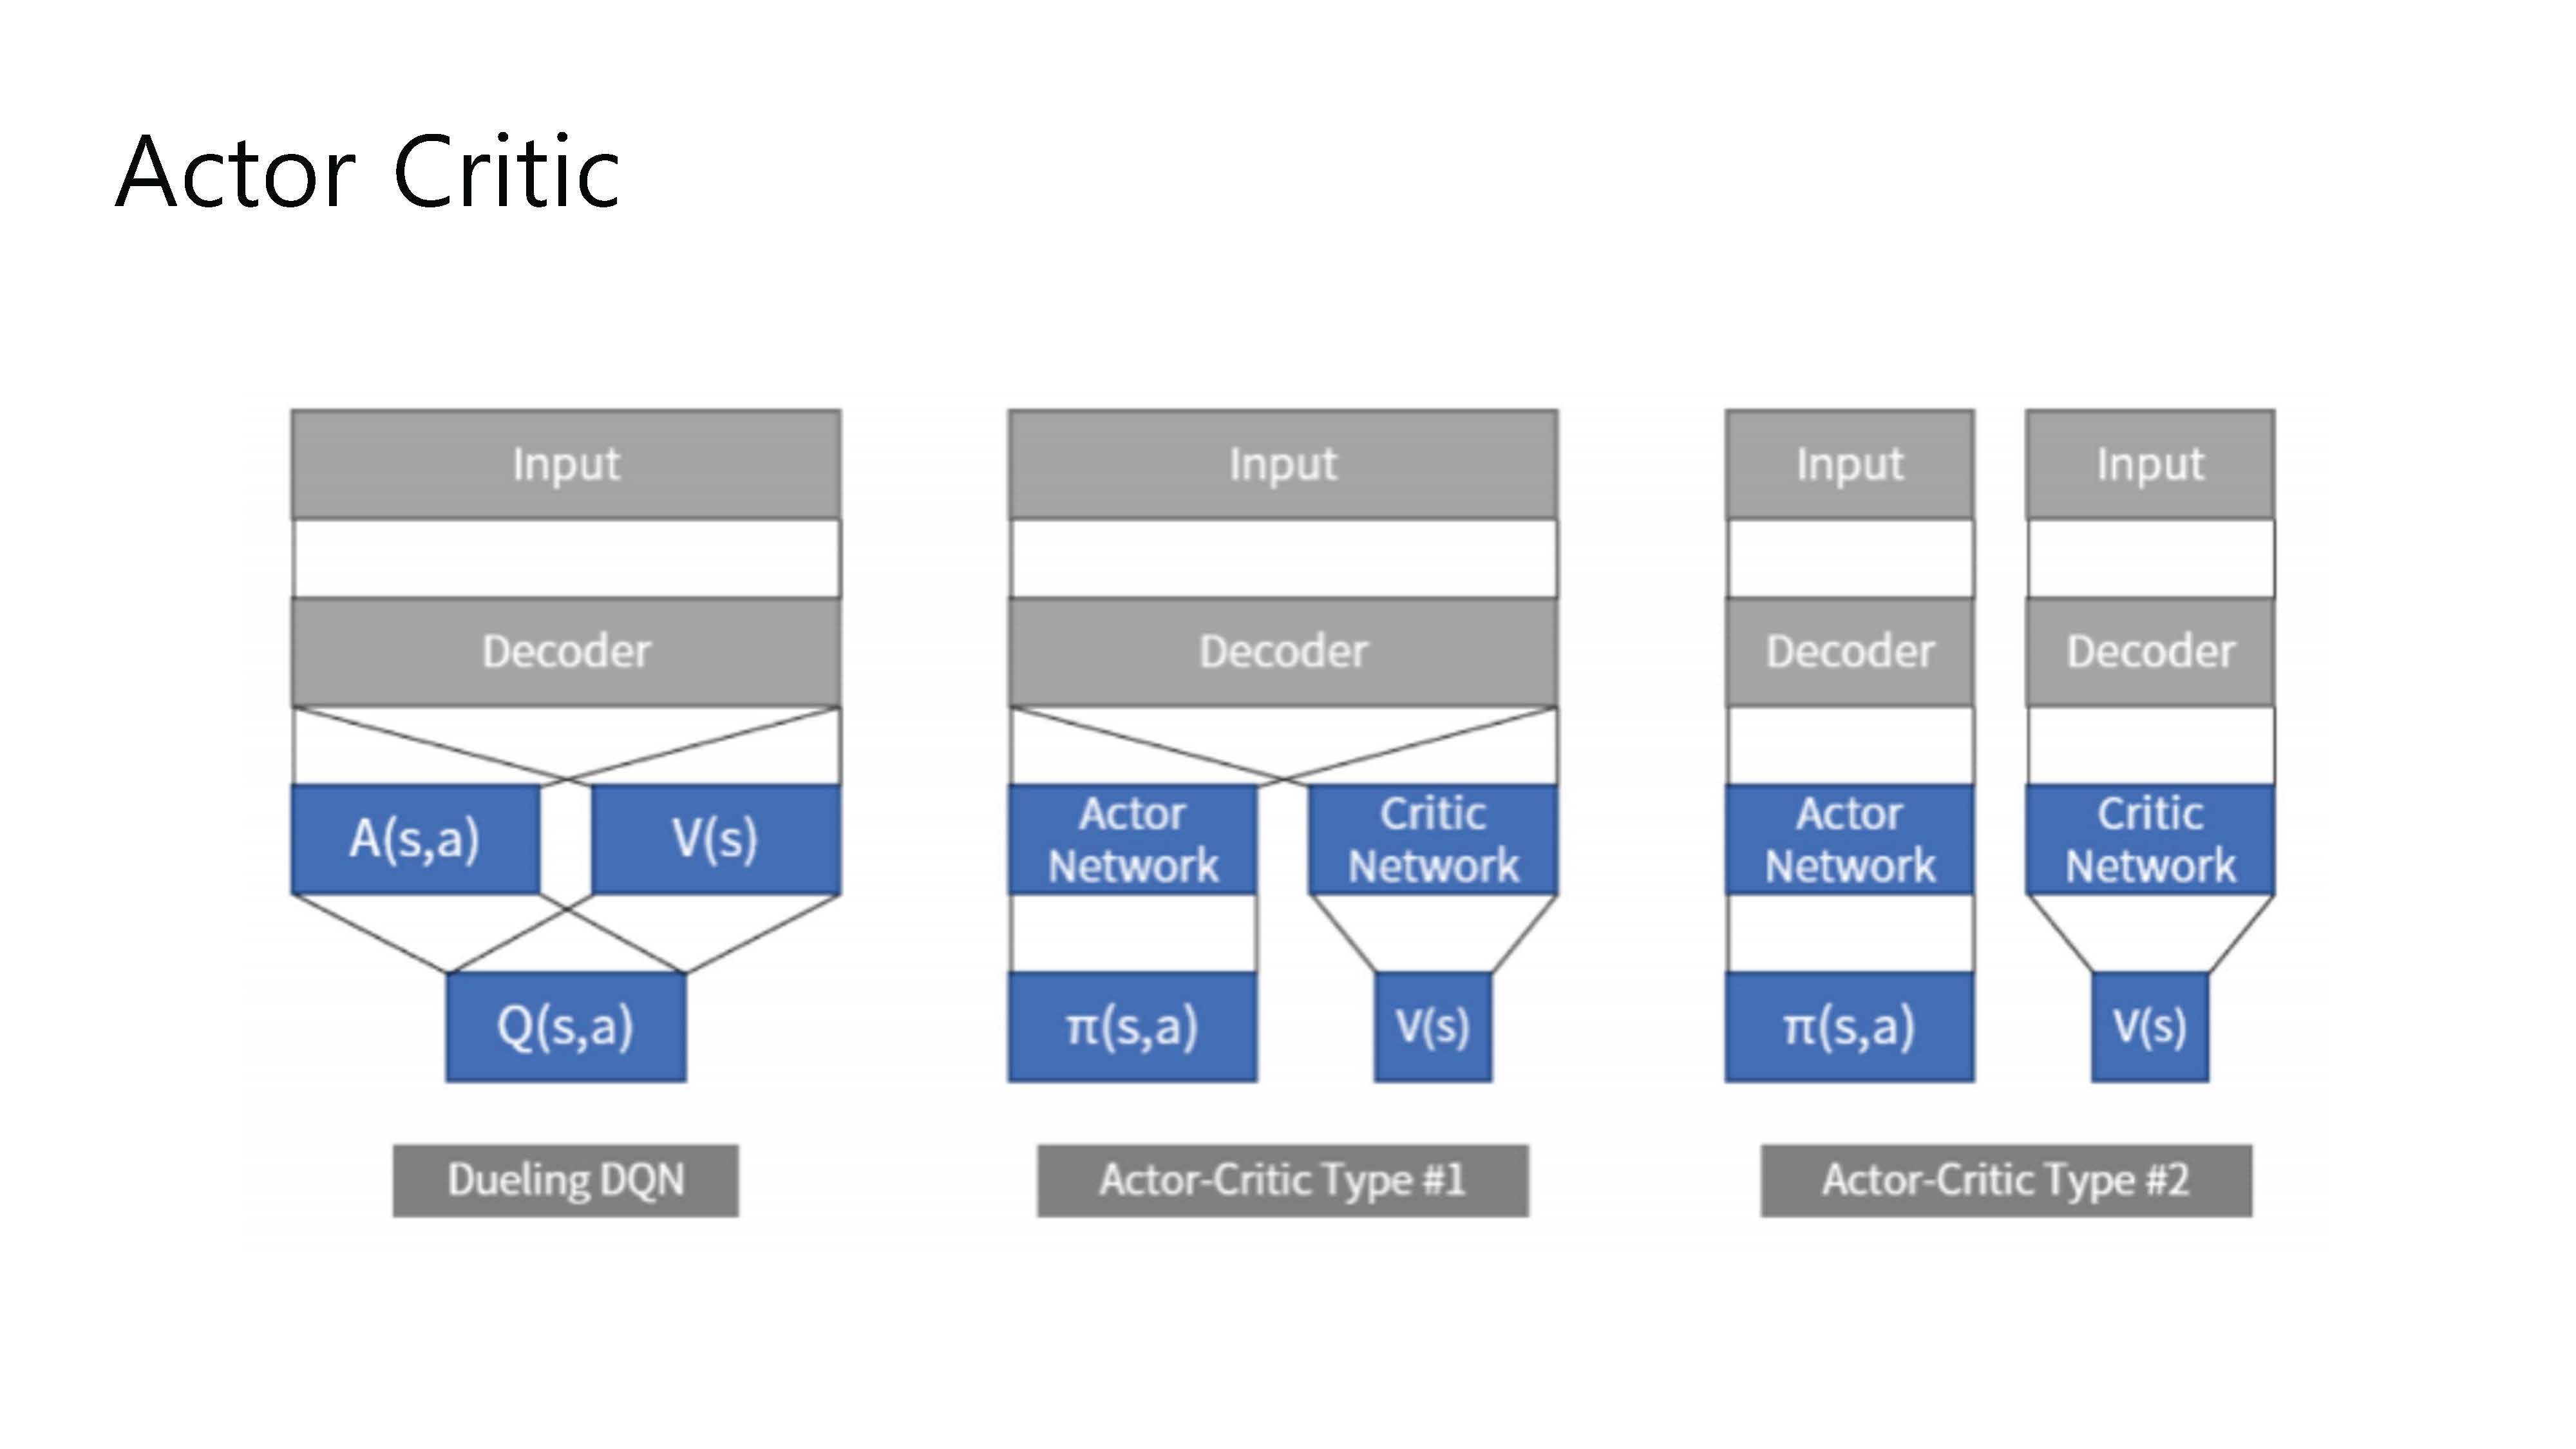 Actor Critic
Input
Decoder
A(s,a)
V(s)
Q(s,a)
Dueling DQN
Input
Decoder
Actor
Network
Critic
Network
π(s,a)
V(s)
Actor-Critic Type #1
Input
Input
Decoder
Decoder
Actor
Network
Critic
Network
π(s,a)
V(s)
Actor-Critic Type #2